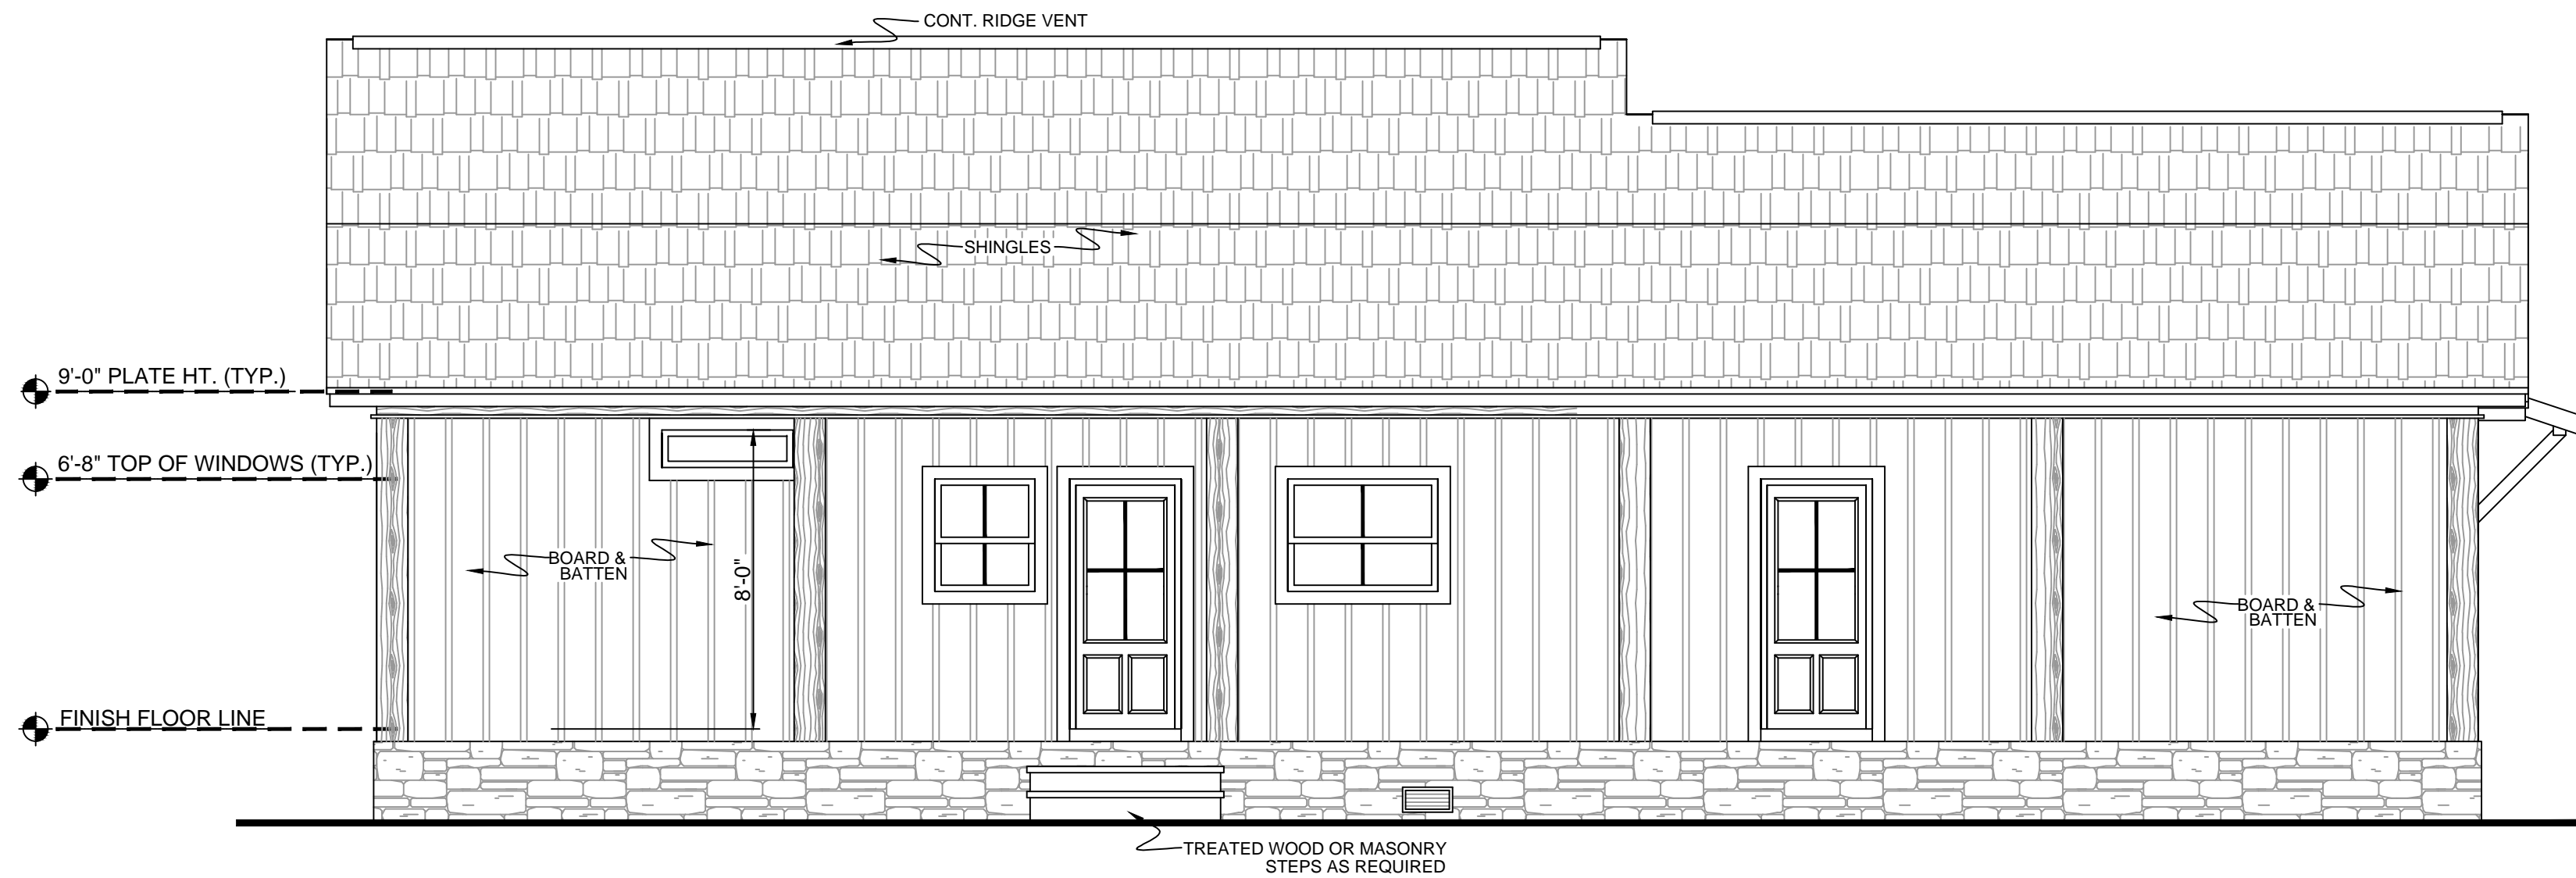 CONT. RIDGE VENT
SHINGLES
9'-0" PLATE HT. (TYP.)
6'-8" TOP OF WINDOWS (TYP.)
BOARD &
BATTEN
8'-0"
BOARD &
BATTEN
FINISH FLOOR LINE
TREATED WOOD OR MASONRY
STEPS AS REQUIRED